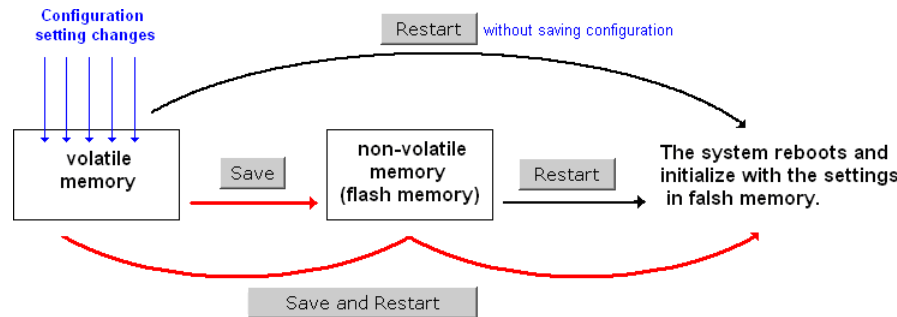 Configuration
setting changes
Restart
without saving configuration
volatile
memory
Save
non-volatile
memory
(flash memory)
Restart
The system reboots and
initialize with the settings
in falsh memory.
Save and Restart